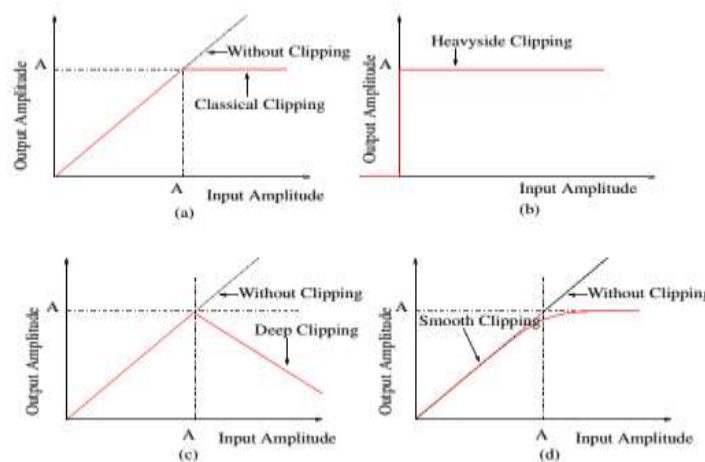 Without Clipping
A
Classical Clipping
Output Amplitude
A
Input Amplitude
(a)
Heavyside Clipping
A
Output Amplitude
Input Amplitude
(b)
A
Without Clipping
Deep Clipping
Output Amplitude
A
Input Amplitude
(c)
A
Without Clipping
Smooth Clipping
Output Amplitude
A
Input Amplitude
(d)